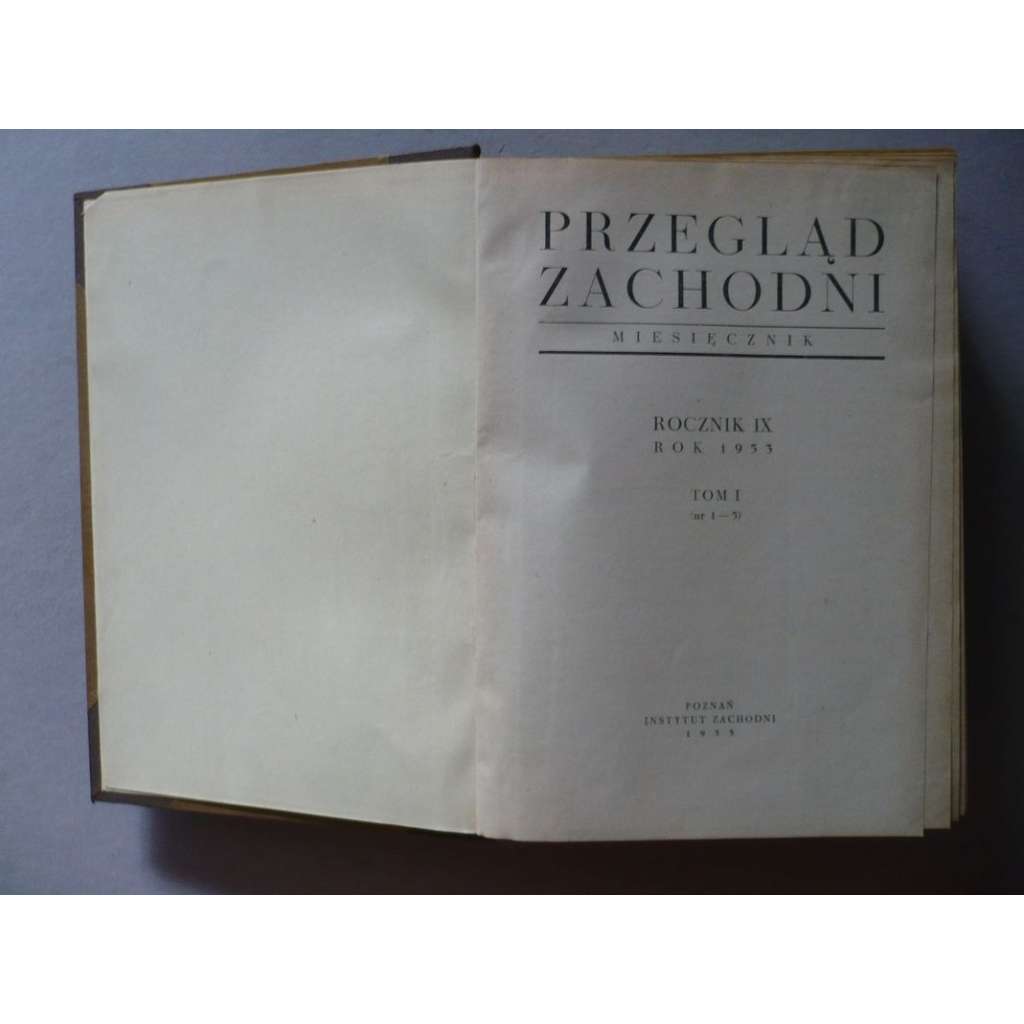 PRZEGLĄD
ZACHODNI
MIESIĘCZNIK
ROCZNIK IX
ROK 1953
TOM I
(nr 1—5)
POZNAŃ
INSTYTUT ZACHODNI
1953